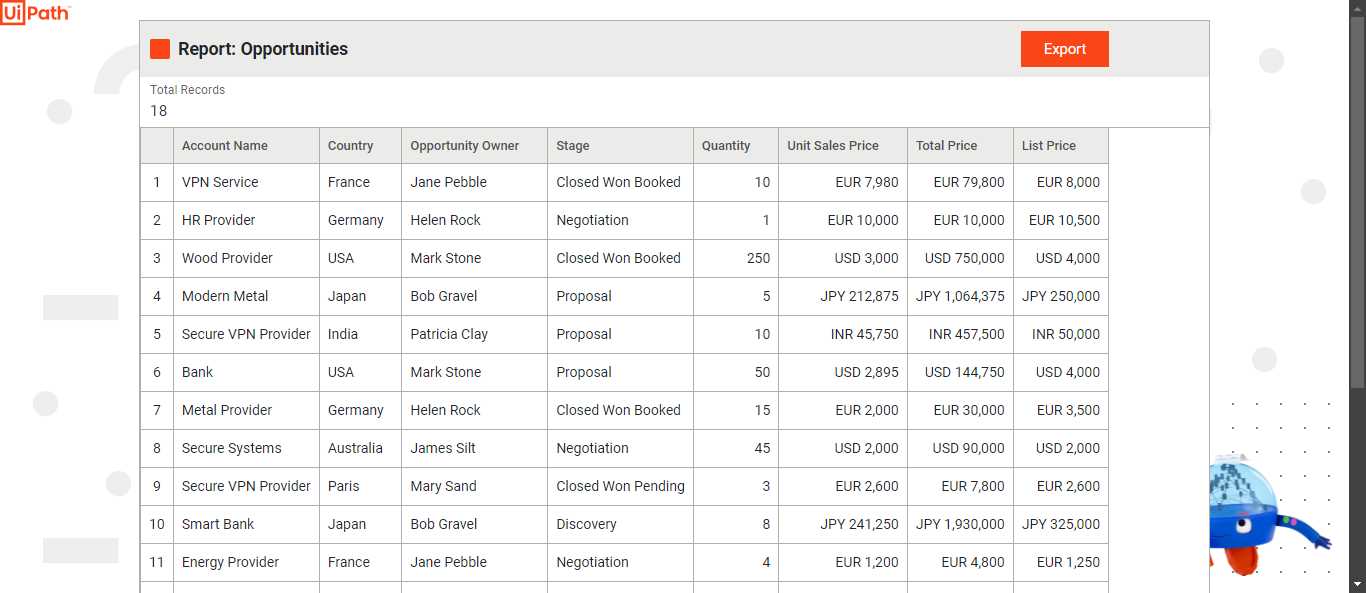 UiPath
Report: Opportunities
Export
Total Records
18
Account Name Country Opportunity Owner Stage Quantity Unit Sales Price Total Price List Price
1 VPN Service France Jane Pebble Closed Won Booked 10 EUR 7,980 EUR 79,800 EUR 8,000
2 HR Provider Germany Helen Rock Negotiation 1 EUR 10,000 EUR 10,000 EUR 10,500
3 Wood Provider USA Mark Stone Closed Won Booked 250 USD 3,000 USD 750,000 USD 4,000
4 Modern Metal Japan Bob Gravel Proposal 5 JPY 212,875 JPY 1,064,375 JPY 250,000
5 Secure VPN Provider India Patricia Clay Proposal 10 INR 45,750 INR 457,500 INR 50,000
6 Bank USA Mark Stone Proposal 50 USD 2,895 USD 144,750 USD 4,000
7 Metal Provider Germany Helen Rock Closed Won Booked 15 EUR 2,000 EUR 30,000 EUR 3,500
8 Secure Systems Australia James Silt Negotiation 45 USD 2,000 USD 90,000 USD 2,000
9 Secure VPN Provider Paris Mary Sand Closed Won Pending 3 EUR 2,600 EUR 7,800 EUR 2,600
10 Smart Bank Japan Bob Gravel Discovery 8 JPY 241,250 JPY 1,930,000 JPY 325,000
11 Energy Provider France Jane Pebble Negotiation 4 EUR 1,200 EUR 4,800 EUR 1,250